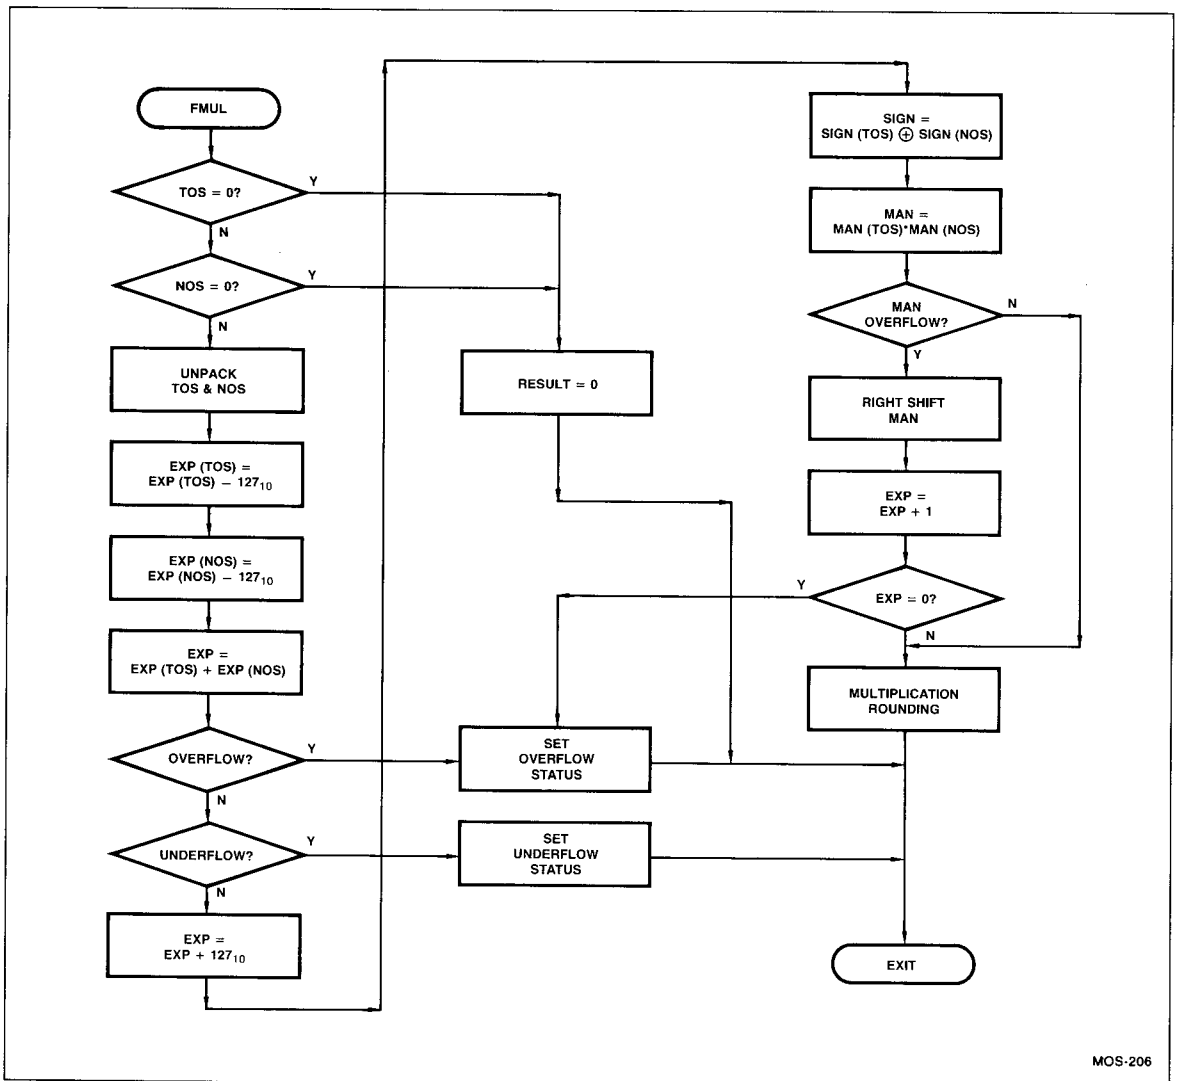 FMUL
TOS = 0?
Y
N
NOS = 0?
Y
N
UNPACK
TOS & NOS
EXP (TOS) =
EXP (TOS) − 127₁₀
EXP (NOS) =
EXP (NOS) − 127₁₀
EXP =
EXP (TOS) + EXP (NOS)
OVERFLOW?
Y
N
UNDERFLOW?
Y
N
EXP =
EXP + 127₁₀
RESULT = 0
SET
OVERFLOW
STATUS
SET
UNDERFLOW
STATUS
SIGN =
SIGN (TOS) ⊕ SIGN (NOS)
MAN =
MAN (TOS)*MAN (NOS)
MAN
OVERFLOW?
N
Y
RIGHT SHIFT
MAN
EXP =
EXP + 1
Y
EXP = 0?
N
MULTIPLICATION
ROUNDING
EXIT
MOS-206